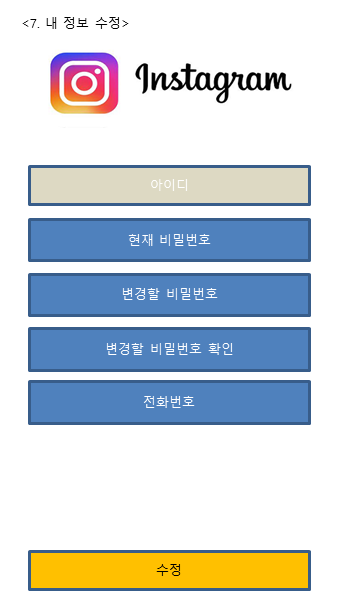 <7. 내 정보 수정>
Instagram
아이디
현재 비밀번호
변경할 비밀번호
변경할 비밀번호 확인
전화번호
수정